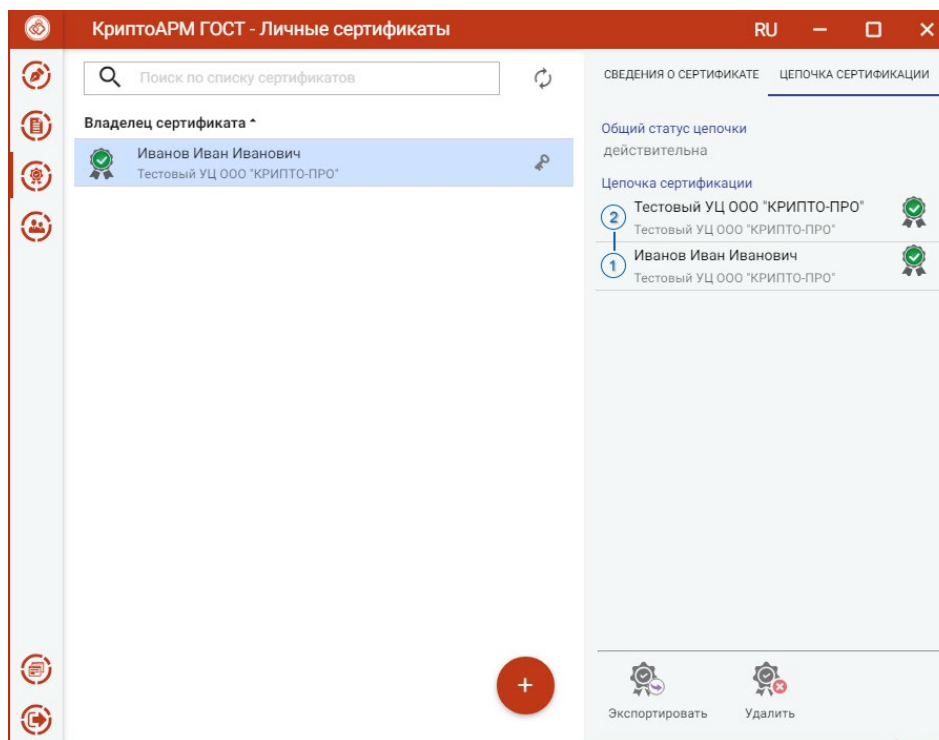 КриптоАРМ ГОСТ - Личные сертификаты RU
Поиск по списку сертификатов
Владелец сертификата
Иванов Иван Иванович
Тестовый УЦ ООО "КРИПТО-ПРО"
СВЕДЕНИЯ О СЕРТИФИКАТЕ ЦЕПОЧКА СЕРТИФИКАЦИИ
Общий статус цепочки
действительна
Цепочка сертификации
2 Тестовый УЦ ООО "КРИПТО-ПРО"
Тестовый УЦ ООО "КРИПТО-ПРО"
1 Иванов Иван Иванович
Тестовый УЦ ООО "КРИПТО-ПРО"
Экспортировать Удалить